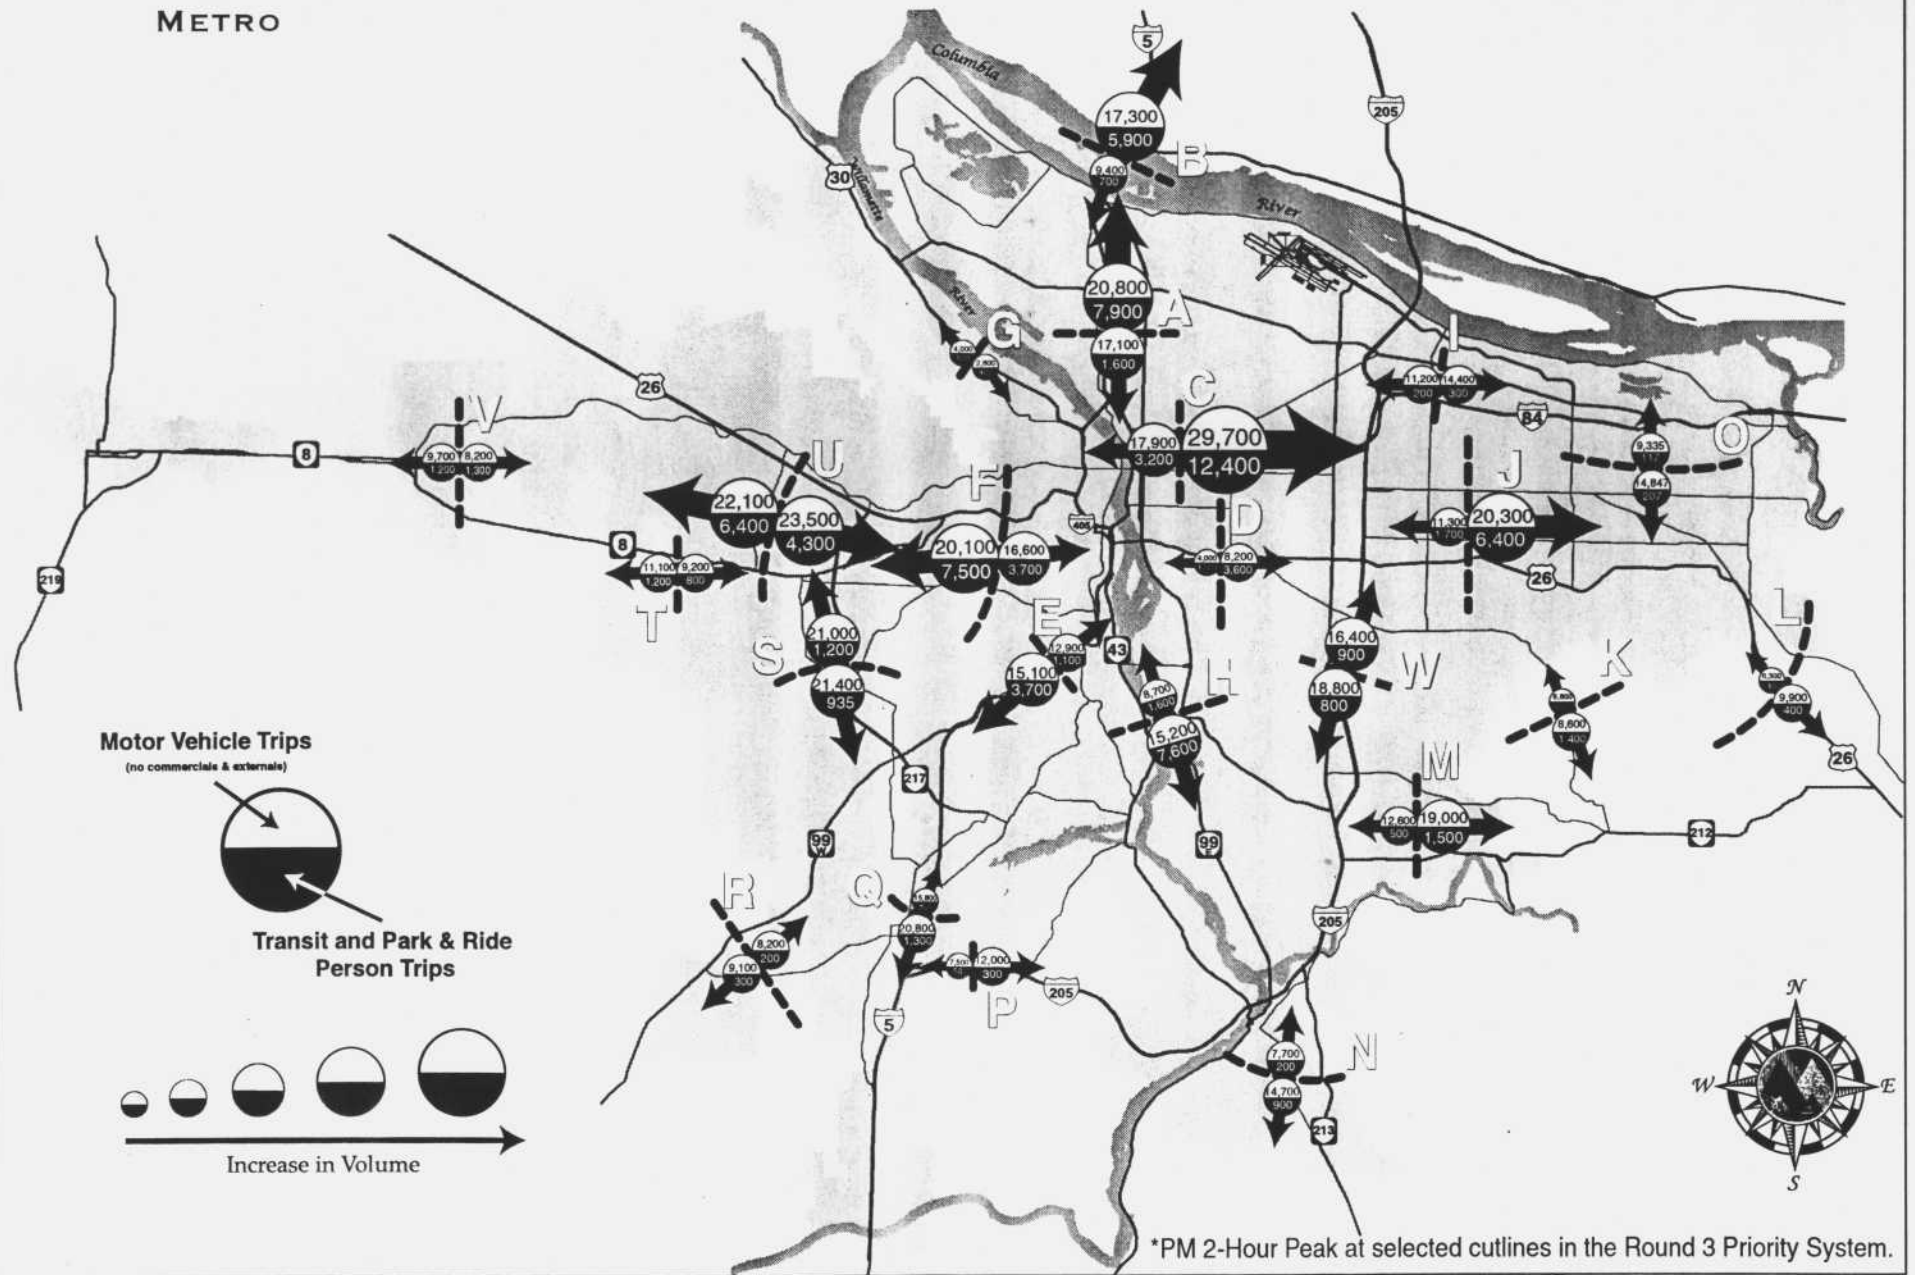 METRO
5
Columbia
205
17,300
5,900
B
30
Willamette
9,400
700
River
20,800
7,900
A
River
G
4,000
17,100
1,600
I
11,200
200
14,400
300
84
26
V
C
29,700
12,400
17,900
3,200
9,335
117
O
8
9,700
1,200
8,200
1,300
U
F
J
14,847
207
22,100
6,400
23,500
4,300
405
D
11,300
1,700
20,300
6,400
8
20,100
7,500
16,600
3,700
4,000
8,200
3,600
26
219
11,100
1,200
9,200
800
T
E
L
S
21,000
1,200
12,900
1,100
43
16,400
900
W
K
15,100
3,700
H
21,400
935
8,700
1,600
18,800
800
9,900
400
8,600
1,400
15,200
7,600
Motor Vehicle Trips
(no commercials & externals)
217
M
26
99
W
12,600
500
19,000
1,500
99
E
212
R
Q
20,800
1,300
205
Transit and Park & Ride
Person Trips
8,200
200
9,100
300
12,000
300
P
205
5
N
N
7,700
200
14,700
900
W
E
213
S
Increase in Volume
*PM 2-Hour Peak at selected cutlines in the Round 3 Priority System.